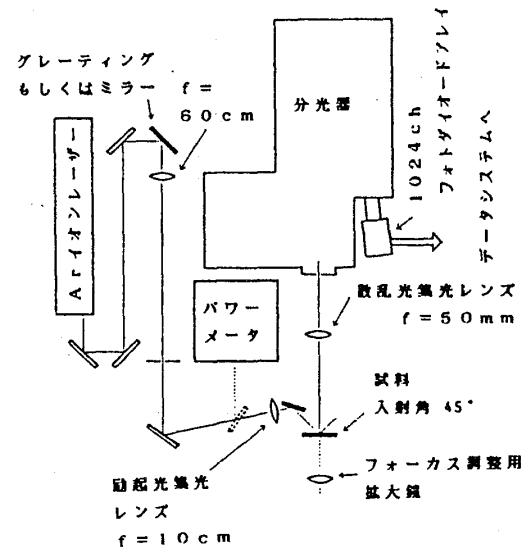 グレーティング
もしくはミラー
f=
60cm
Arイオンレーザー
分光器
1024ch
フォトダイオードアレイ
データシステムへ
パワー
メータ
散乱光集光レンズ
f=50mm
試料
入射角 45°
フォーカス調整用
拡大鏡
励起光集光
レンズ
f=10cm